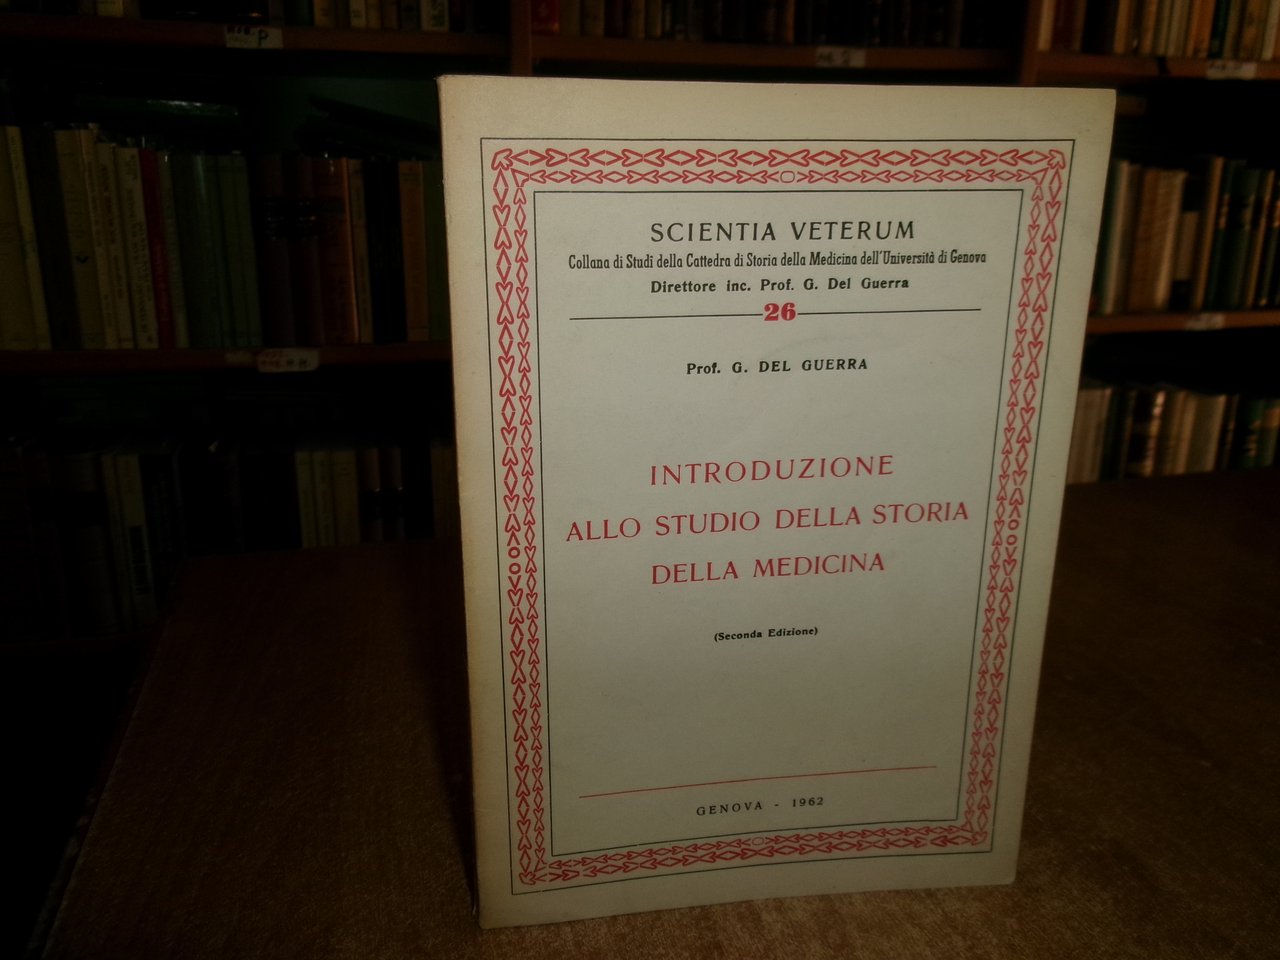 SCIENTIA VETERUM
Collana di Studî della Cattedra di Storia della Medicina dell'Università di Genova
Direttore inc. Prof. G. Del Guerra
26
Prof. G. DEL GUERRA
INTRODUZIONE
ALLO STUDIO DELLA STORIA
DELLA MEDICINA
(Seconda Edizione)
GENOVA - 1962